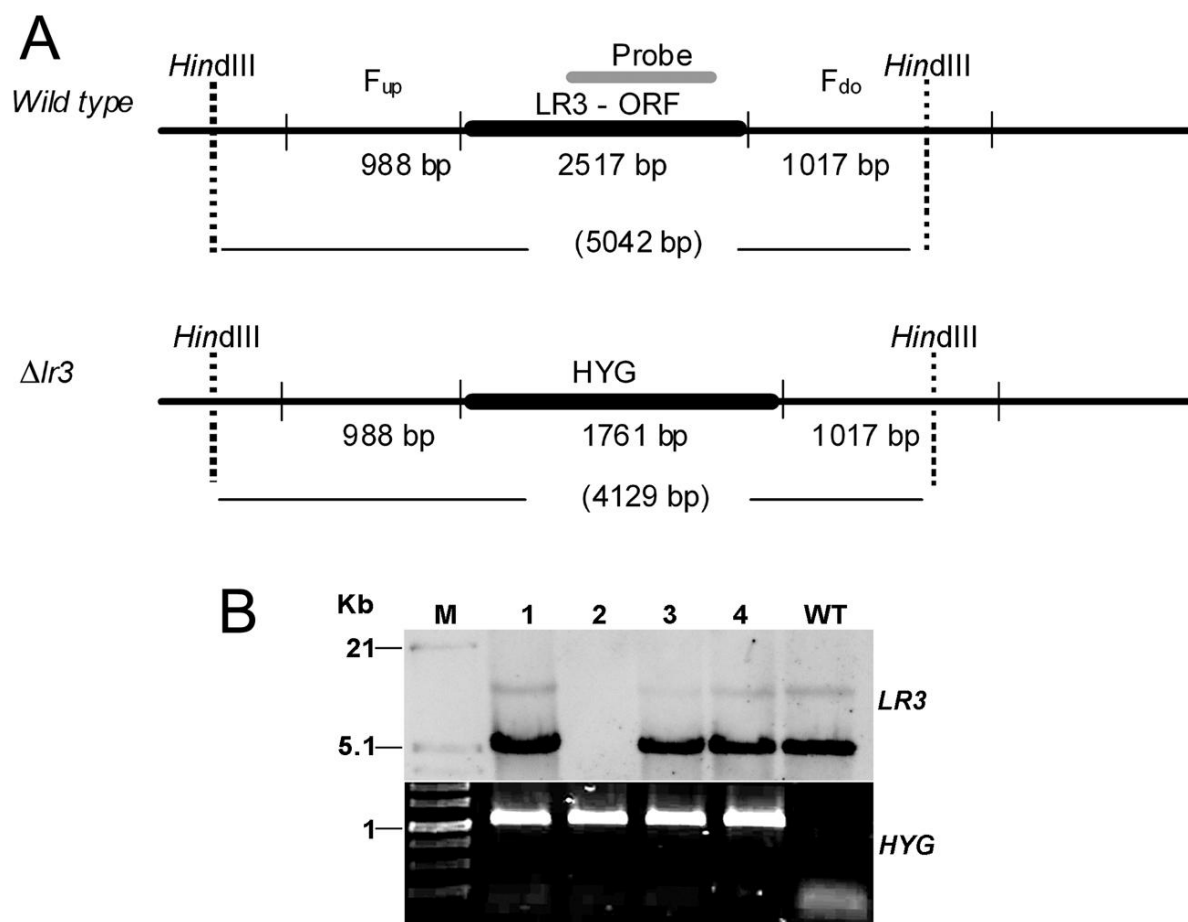 A
HindIII
Wild type
Fup
Probe
LR3 - ORF
Fdo
HindIII
988 bp
2517 bp
1017 bp
(5042 bp)
HindIII
Δlr3
HYG
HindIII
988 bp
1761 bp
1017 bp
(4129 bp)
B
Kb M 1 2 3 4 WT
21
LR3
5.1
1
HYG